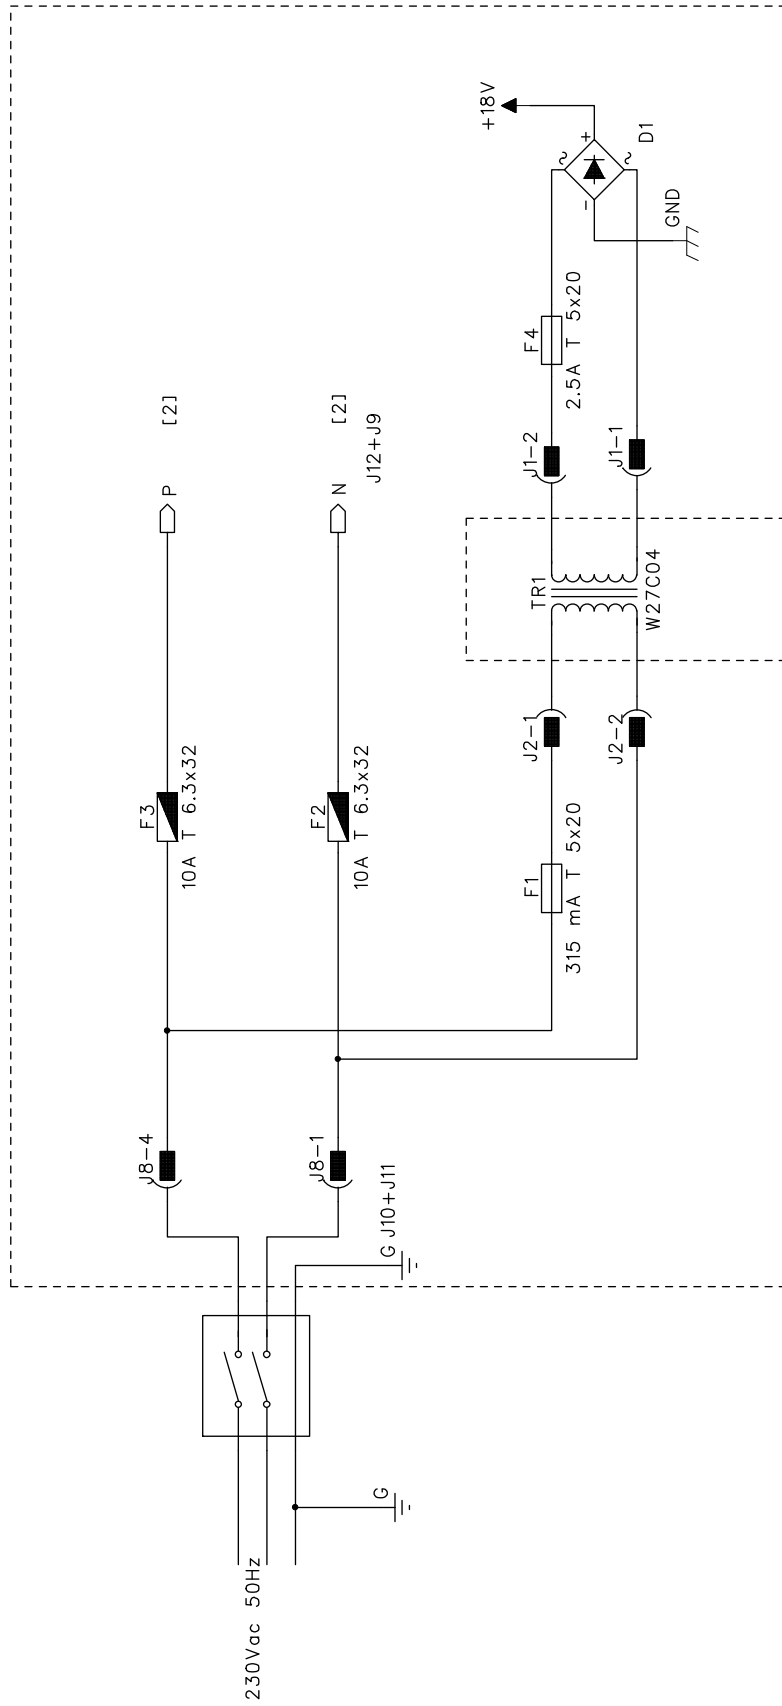 230Vac 50Hz
G
G J10+J11
J8-4
J8-1
F3
10A T 6.3x32
F2
10A T 6.3x32
P [2]
N [2]
J12+J9
F1
315 mA T 5x20
J2-1
J2-2
TR1
W27C04
J1-2
J1-1
F4
2.5A T 5x20
+18V
+
~
~
-
D1
GND